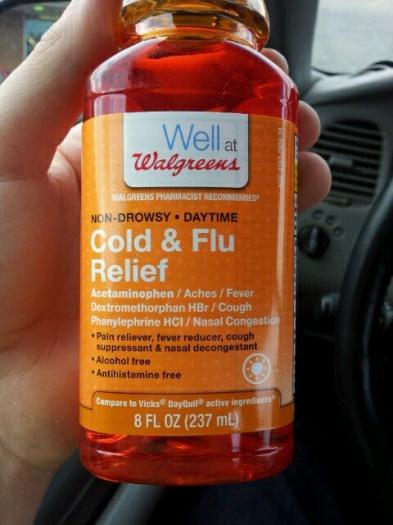 Well at
Walgreens
WALGREENS PHARMACIST RECOMMENDED†
NON-DROWSY • DAYTIME
Cold & Flu
Relief
Acetaminophen / Aches / Fever
Dextromethorphan HBr / Cough
Phenylephrine HCl / Nasal Congestion
• Pain reliever, fever reducer, cough
suppressant & nasal decongestant
• Alcohol free
• Antihistamine free
Compare to Vicks® DayQuil® active ingredients††
8 FL OZ (237 mL)